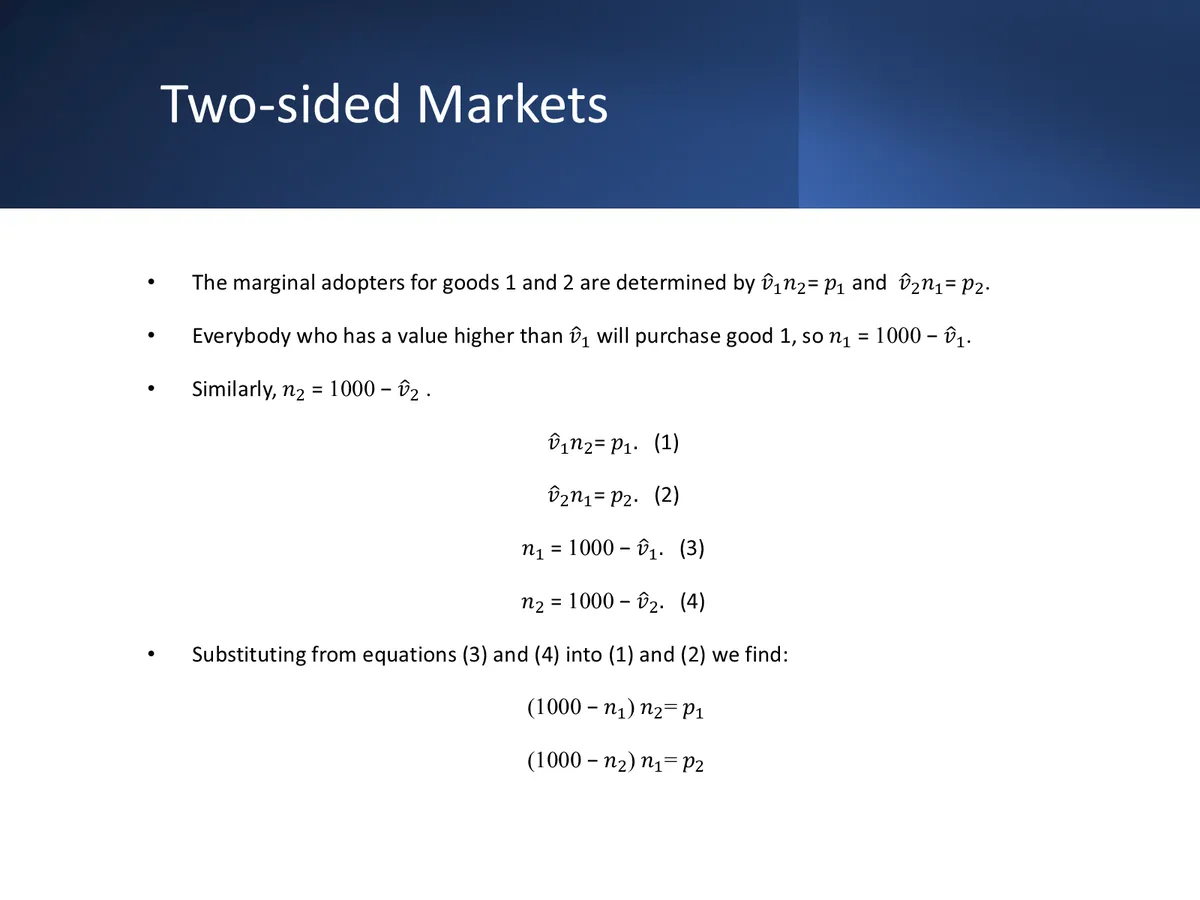 Two-sided Markets
• The marginal adopters for goods 1 and 2 are determined by v̂₁n₂= p₁ and v̂₂n₁= p₂.
• Everybody who has a value higher than v̂₁ will purchase good 1, so n₁ = 1000 − v̂₁.
• Similarly, n₂ = 1000 − v̂₂ .
v̂₁n₂= p₁. (1)
v̂₂n₁= p₂. (2)
n₁ = 1000 − v̂₁. (3)
n₂ = 1000 − v̂₂. (4)
• Substituting from equations (3) and (4) into (1) and (2) we find:
(1000 − n₁) n₂= p₁
(1000 − n₂) n₁= p₂